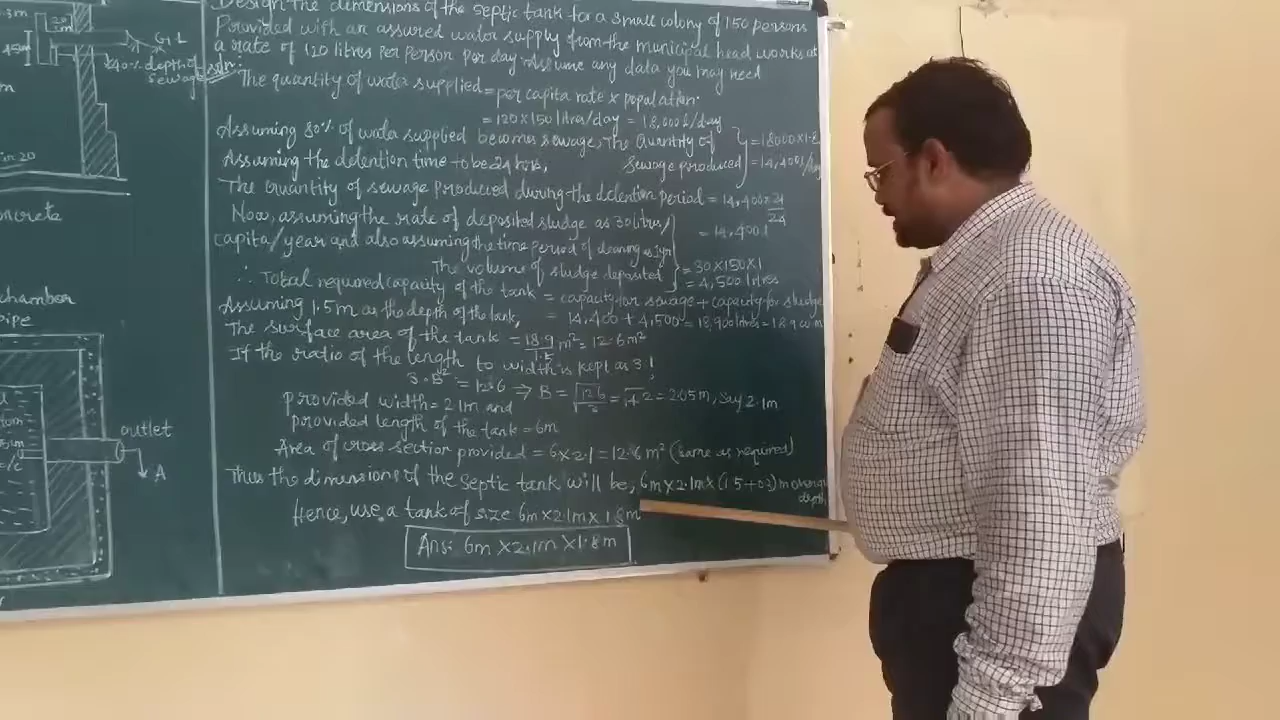 .3m
G.L
40% depth of
sewage
m
in 20
concrete
chamber
pipe
outlet
A
Design the dimensions of the septic tank for a small colony of 150 persons
Provided with an assured water supply from the municipal head works at
a rate of 120 litres per person per day. Assume any data you may need
The quantity of water supplied = per capita rate x population.
= 120 x 150 litres/day = 18,000 l/day
Assuming 80% of water supplied becomes sewage, The Quantity of
sewage produced } = 18000 x
= 14,400 l/day
Assuming the detention time to be 24 hrs,
The Quantity of sewage produced during the detention period = 14,400 x 24/24
= 14,400 l
Now, assuming the rate of deposited sludge as 30 litres/
capita/year and also assuming the time period of cleaning as 1yr
The volume of sludge deposited } = 30 X 150 X 1
= 4,500 litres
∴ Total required capacity of the tank = capacity for sewage + capacity for sludge
= 14,400 + 4,500 = 18,900 litres = 18.9 cu.m
Assuming 1.5m as the depth of the tank,
The surface area of the tank = 18.9/1.5 m² = 12.6 m²
If the ratio of the length to width is kept as 3:1,
3.B² = 12.6 ⇒ B = √12.6/3 = √4.2 = 2.05 m, say 2.1m
provided width = 2.1m and
provided length of the tank = 6m
Area of cross section provided = 6 x 2.1 = 12.6 m² (same as required)
Thus the dimensions of the septic tank will be, 6m x 2.1m x (1.5+0.3) m
depth
Hence, use a tank of size 6m x 2.1m x 1.8m
Ans: 6m X 2.1m X 1.8m